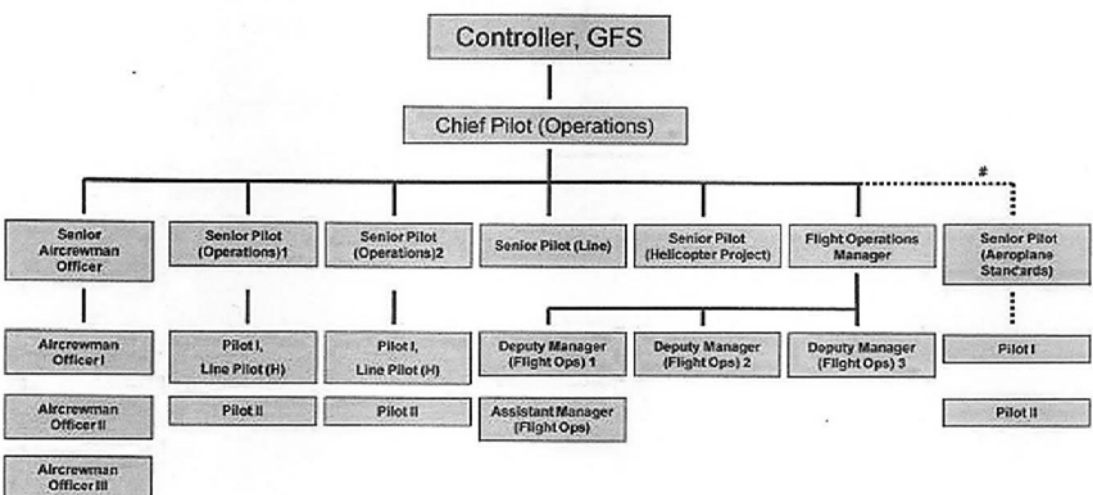 Controller, GFS
Chief Pilot (Operations)
#
Senior
Aircrewman
Officer
Senior Pilot
(Operations)1
Senior Pilot
(Operations)2
Senior Pilot (Line)
Senior Pilot
(Helicopter Project)
Flight Operations
Manager
Senior Pilot
(Aeroplane
Standards)
Aircrewman
Officer I
Pilot I,
Line Pilot (H)
Pilot I,
Line Pilot (H)
Deputy Manager
(Flight Ops) 1
Deputy Manager
(Flight Ops) 2
Deputy Manager
(Flight Ops) 3
Pilot I
Aircrewman
Officer II
Pilot II
Pilot II
Assistant Manager
(Flight Ops)
Pilot II
Aircrewman
Officer III